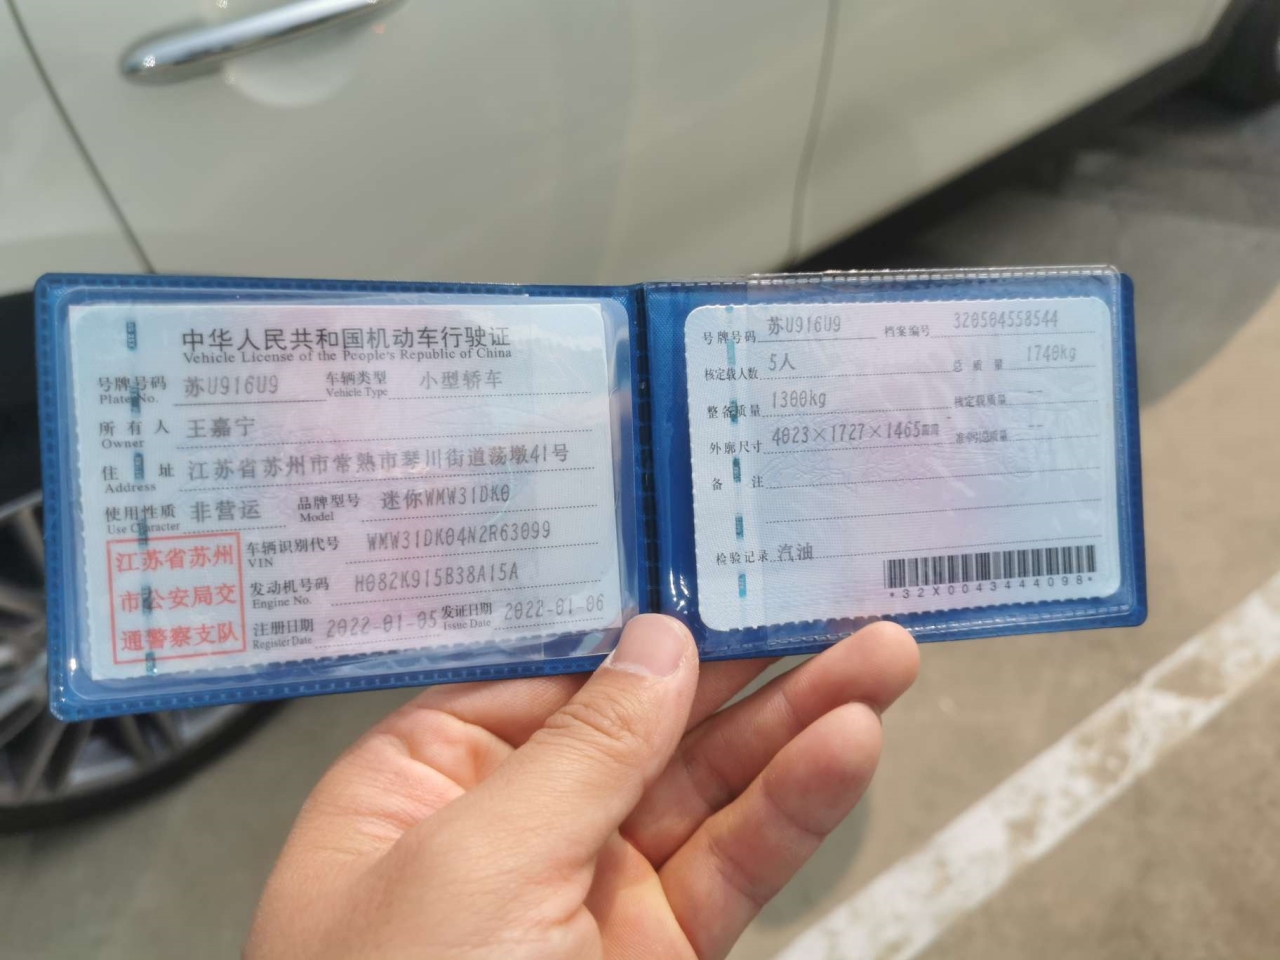 中华人民共和国机动车行驶证
Vehicle License of the People's Republic of China
号牌号码 苏U916U9 车辆类型 小型轿车
Plate No. Vehicle Type
所有人 王嘉宁
Owner
住址 江苏省苏州市常熟市琴川街道荡墩41号
Address
使用性质 非营运 品牌型号 迷你WMW31DK0
Use Character Model
江苏省苏州
市公安局交
通警察支队
车辆识别代号 WMW31DK04N2R63099
VIN
发动机号码 H082K915B38A15A
Engine No.
注册日期 2022-01-05 发证日期 2022-01-06
Register Date Issue Date
号牌号码 苏U916U9 档案编号 320504558544
核定载人数 5人 总质量 1740kg
整备质量 1300kg 核定载质量 --
外廓尺寸 4023×1727×1465mm 准牵引总质量 --
备注
检验记录 汽油
*32X0043444098*